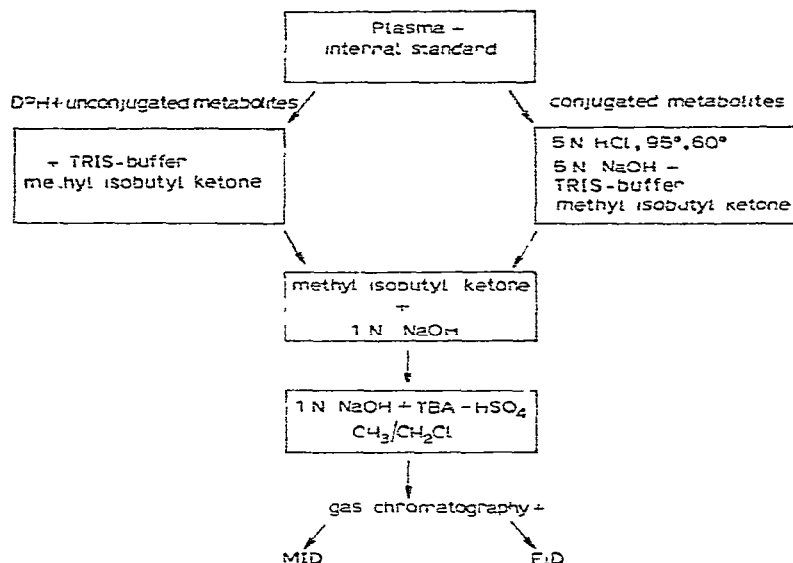 Plasma –
internal standard
DPH + unconjugated metabolites
conjugated metabolites
+ TRIS-buffer
methyl isobutyl ketone
5 N HCl, 95°, 60°
5 N NaOH –
TRIS-buffer
methyl isobutyl ketone
methyl isobutyl ketone
+
1 N NaOH
1 N NaOH + TBA – HSO₄
CH₃/CH₂Cl
gas chromatography +
MID
FID